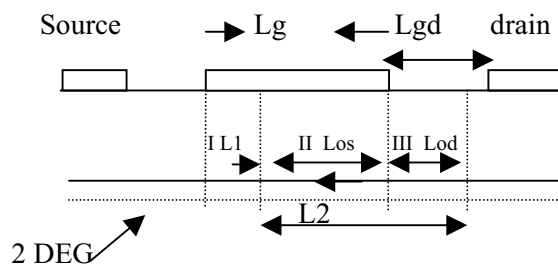 Source Lg Lgd drain
I L1 II Los III Lod
L2
2 DEG